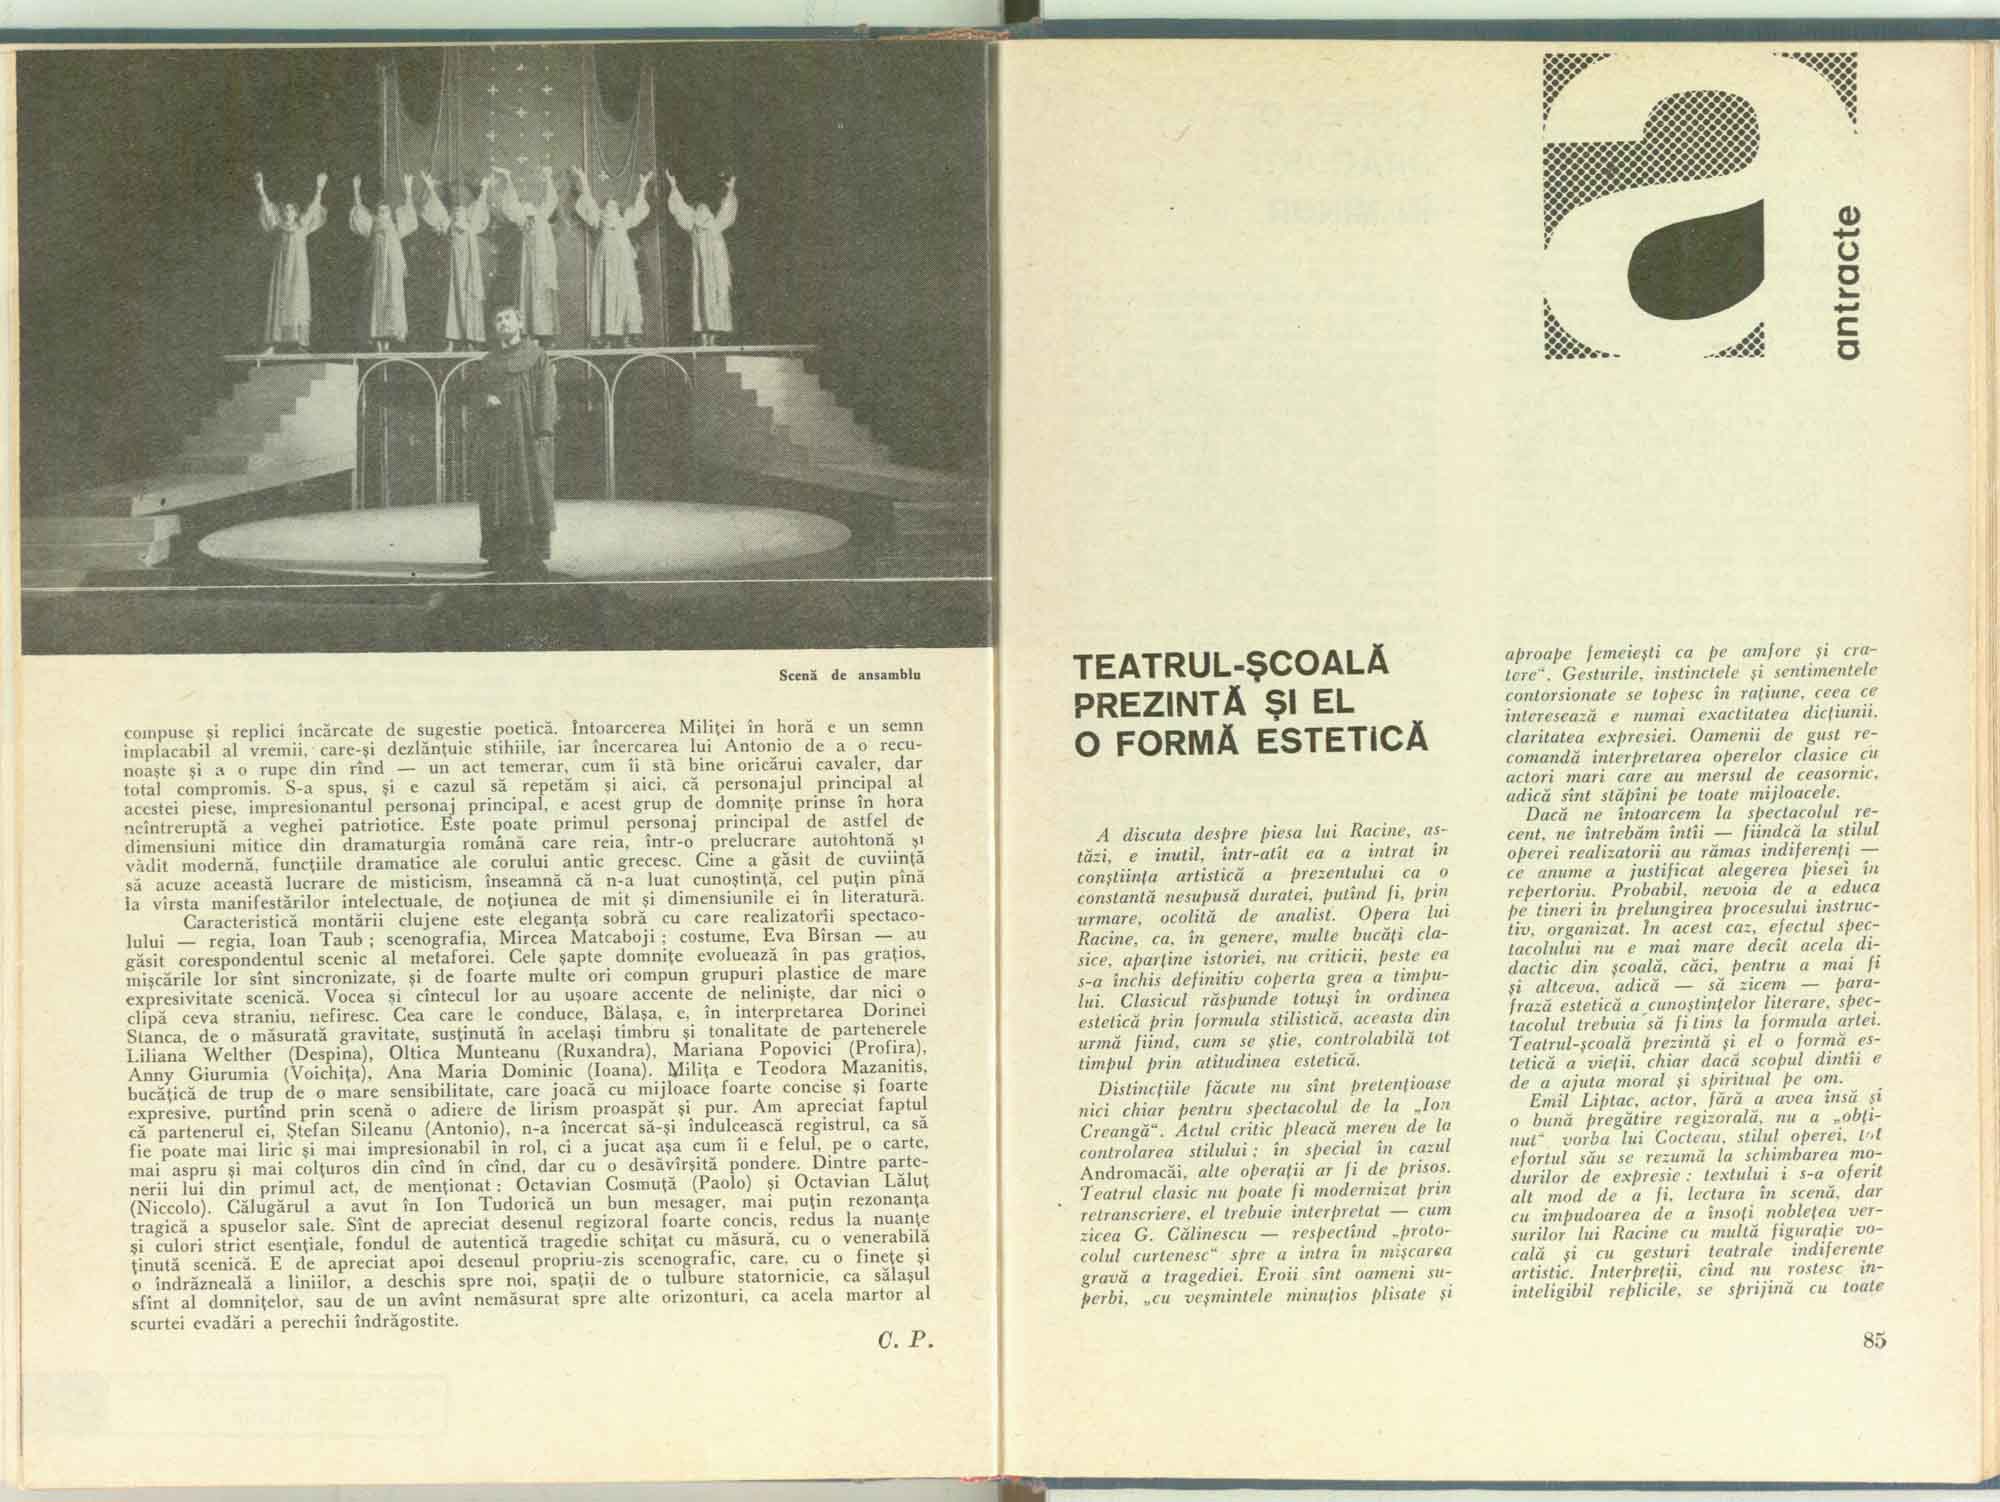 Scenă de ansamblu
compuse și replici încărcate de sugestie poetică. Întoarcerea Miliței în horă e un semn
implacabil al vremii, care-și dezlănțuie stihiile, iar încercarea lui Antonio de a o recu-
noaște și a o rupe din rînd — un act temerar, cum îi stă bine oricărui cavaler, dar
total compromis. S-a spus, și e cazul să repetăm și aici, că personajul principal al
acestei piese, impresionantul personaj principal, e acest grup de domnițe prinse în hora
neîntreruptă a veghei patriotice. Este poate primul personaj principal de astfel de
dimensiuni mitice din dramaturgia română care reia, într-o prelucrare autohtonă și
vădit modernă, funcțiile dramatice ale corului antic grecesc. Cine a găsit de cuviință
să acuze această lucrare de misticism, înseamnă că n-a luat cunoștință, cel puțin pînă
la vîrsta manifestărilor intelectuale, de noțiunea de mit și dimensiunile ei în literatură.
Caracteristică montării clujene este eleganța sobră cu care realizatorii spectaco-
lului — regia, Ioan Taub ; scenografia, Mircea Matcaboji ; costume, Eva Bîrsan — au
găsit corespondentul scenic al metaforei. Cele șapte domnițe evoluează în pas grațios,
mișcările lor sînt sincronizate, și de foarte multe ori compun grupuri plastice de mare
expresivitate scenică. Vocea și cîntecul lor au ușoare accente de neliniște, dar nici o
clipă ceva straniu, nefiresc. Cea care le conduce, Bălașa, e, în interpretarea Dorinei
Stanca, de o măsurată gravitate, susținută în același timbru și tonalitate de partenerele
Liliana Welther (Despina), Oltica Munteanu (Ruxandra), Mariana Popovici (Profira),
Anny Giurumia (Voichița), Ana Maria Dominic (Ioana). Milița e Teodora Mazanitis,
bucățică de trup de o mare sensibilitate, care joacă cu mijloace foarte concise și foarte
expresive, purtînd prin scenă o adiere de lirism proaspăt și pur. Am apreciat faptul
că partenerul ei, Ștefan Sileanu (Antonio), n-a încercat să-și îndulcească registrul, ca să
fie poate mai liric și mai impresionabil în rol, ci a jucat așa cum îi e felul, pe o carte,
mai aspru și mai colțuros din cînd în cînd, dar cu o desăvîrșită pondere. Dintre parte-
nerii lui din primul act, de menționat : Octavian Cosmuță (Paolo) și Octavian Lăluț
(Niccolo). Călugărul a avut în Ion Tudorică un bun mesager, mai puțin rezonanța
tragică a spuselor sale. Sînt de apreciat desenul regizoral foarte concis, redus la nuanțe
și culori strict esențiale, fondul de autentică tragedie schițat cu măsură, cu o venerabilă
ținută scenică. E de apreciat apoi desenul propriu-zis scenografic, care, cu o finețe și
o îndrăzneală a liniilor, a deschis spre noi, spații de o tulbure statornicie, ca sălașul
sfînt al domnițelor, sau de un avînt nemăsurat spre alte orizonturi, ca acela martor al
scurtei evadări a perechii îndrăgostite.
C. P.
a
antracte
TEATRUL-ȘCOALĂ
PREZINTĂ ȘI EL
O FORMĂ ESTETICĂ
A discuta despre piesa lui Racine, as-
tăzi, e inutil, într-atît ea a intrat în
conștiința artistică a prezentului ca o
constantă nesupusă duratei, putînd fi, prin
urmare, ocolită de analist. Opera lui
Racine, ca, în genere, multe bucăți cla-
sice, aparține istoriei, nu criticii, peste ea
s-a închis definitiv coperta grea a timpu-
lui. Clasicul răspunde totuși în ordinea
estetică prin formula stilistică, aceasta din
urmă fiind, cum se știe, controlabilă tot
timpul prin atitudinea estetică.
Distincțiile făcute nu sînt pretențioase
nici chiar pentru spectacolul de la „Ion
Creangă“. Actul critic pleacă mereu de la
controlarea stilului ; în special în cazul
Andromacăi, alte operații ar fi de prisos.
Teatrul clasic nu poate fi modernizat prin
retranscriere, el trebuie interpretat — cum
zicea G. Călinescu — respectînd „proto-
colul curtenesc“ spre a intra în mișcarea
gravă a tragediei. Eroii sînt oameni su-
perbi, „cu veșmintele minuțios plisate și
aproape femeiești ca pe amfore și cra-
tere“. Gesturile, instinctele și sentimentele
contorsionate se topesc în rațiune, ceea ce
interesează e numai exactitatea dicțiunii,
claritatea expresiei. Oamenii de gust re-
comandă interpretarea operelor clasice cu
actori mari care au mersul de ceasornic,
adică sînt stăpîni pe toate mijloacele.
Dacă ne întoarcem la spectacolul re-
cent, ne întrebăm întîi — fiindcă la stilul
operei realizatorii au rămas indiferenți —
ce anume a justificat alegerea piesei în
repertoriu. Probabil, nevoia de a educa
pe tineri în prelungirea procesului instruc-
tiv, organizat. În acest caz, efectul spec-
tacolului nu e mai mare decît acela di-
dactic din școală, căci, pentru a mai fi
și altceva, adică — să zicem — para-
frază estetică a cunoștințelor literare, spec-
tacolul trebuia să fi tins la formula artei.
Teatrul-școală prezintă și el o formă es-
tetică a vieții, chiar dacă scopul dintîi e
de a ajuta moral și spiritual pe om.
Emil Liptac, actor, fără a avea însă și
o bună pregătire regizorală, nu a „obți-
nut“ vorba lui Cocteau, stilul operei, tot
efortul său se rezumă la schimbarea mo-
durilor de expresie : textului i s-a oferit
alt mod de a fi, lectura în scenă, dar
cu impudoarea de a însoți noblețea ver-
surilor lui Racine cu multă figurație vo-
cală și cu gesturi teatrale indiferente
artistic. Interpreții, cînd nu rostesc in-
inteligibil replicile, se sprijină cu toate
85